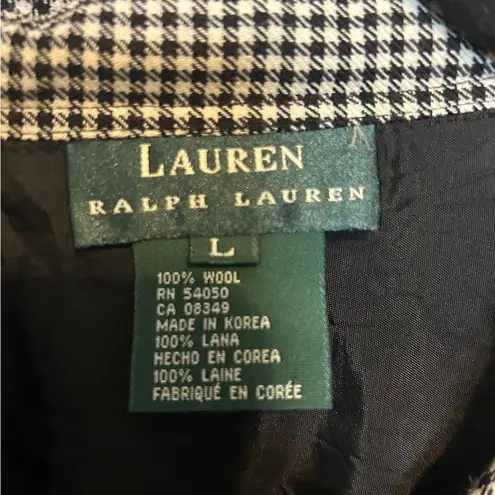 LAUREN
RALPH LAUREN
L
100% WOOL
RN 54050
CA 08349
MADE IN KOREA
100% LANA
HECHO EN COREA
100% LAINE
FABRIQUÉ EN CORÉE